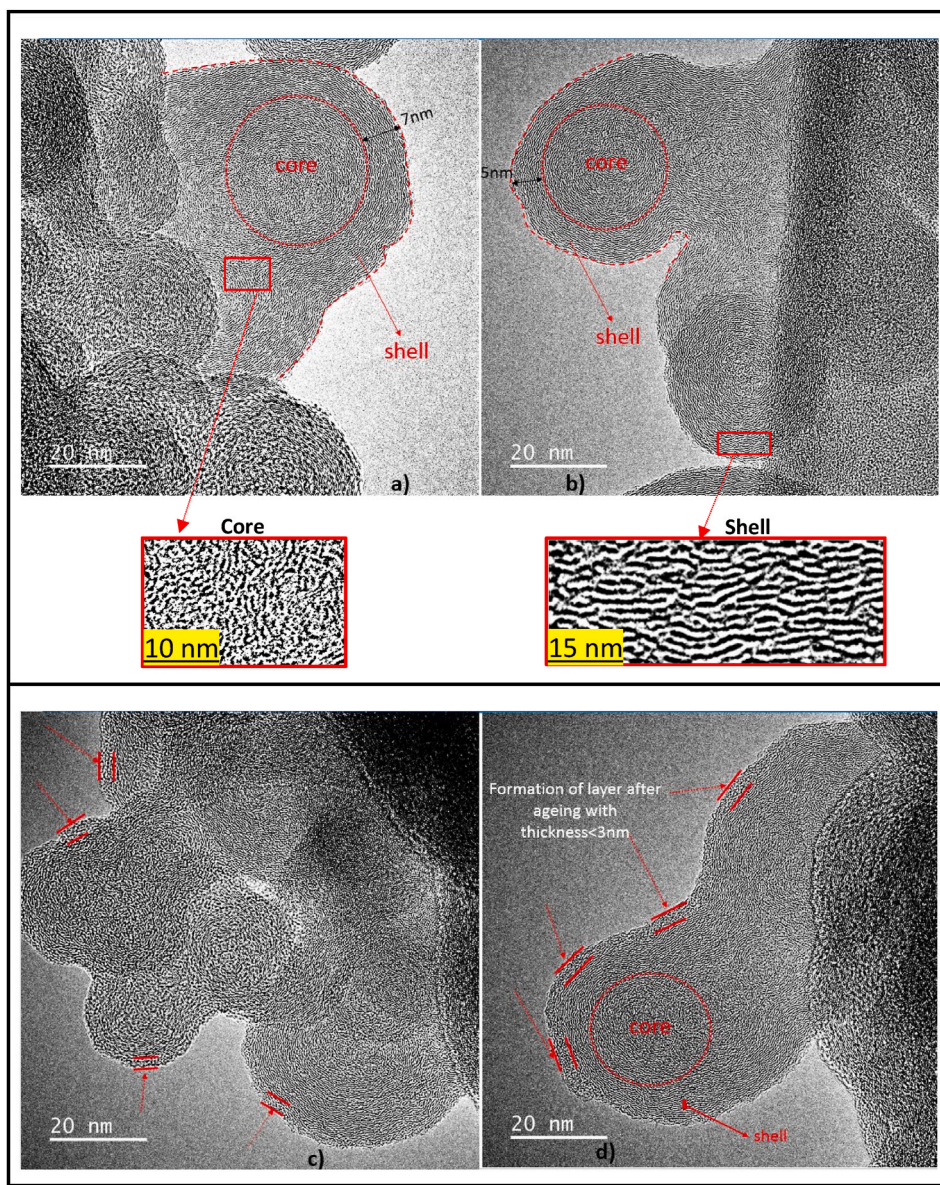 core
7nm
shell
20 nm
a)
core
5nm
shell
20 nm
b)
Core
10 nm
Shell
15 nm
20 nm
c)
Formation of layer after
ageing with
thickness<3nm
core
shell
20 nm
d)